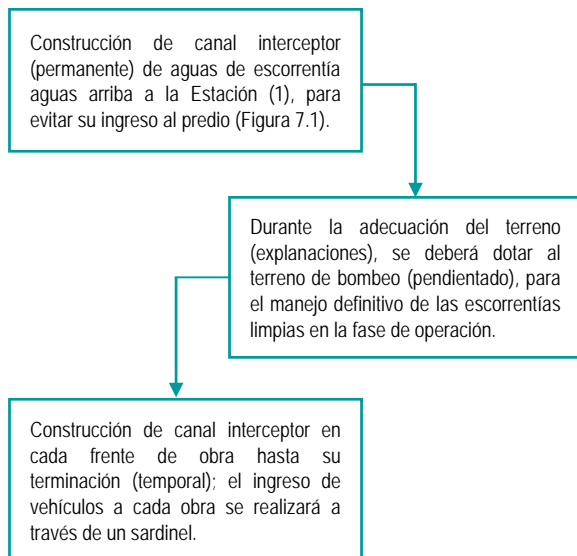 Construcción de canal interceptor
(permanente) de aguas de escorrentía
aguas arriba a la Estación (1), para
evitar su ingreso al predio (Figura 7.1).
Durante la adecuación del terreno
(explanaciones), se deberá dotar al
terreno de bombeo (pendientado), para
el manejo definitivo de las escorrentías
limpias en la fase de operación.
Construcción de canal interceptor en
cada frente de obra hasta su
terminación (temporal); el ingreso de
vehículos a cada obra se realizará a
través de un sardinel.